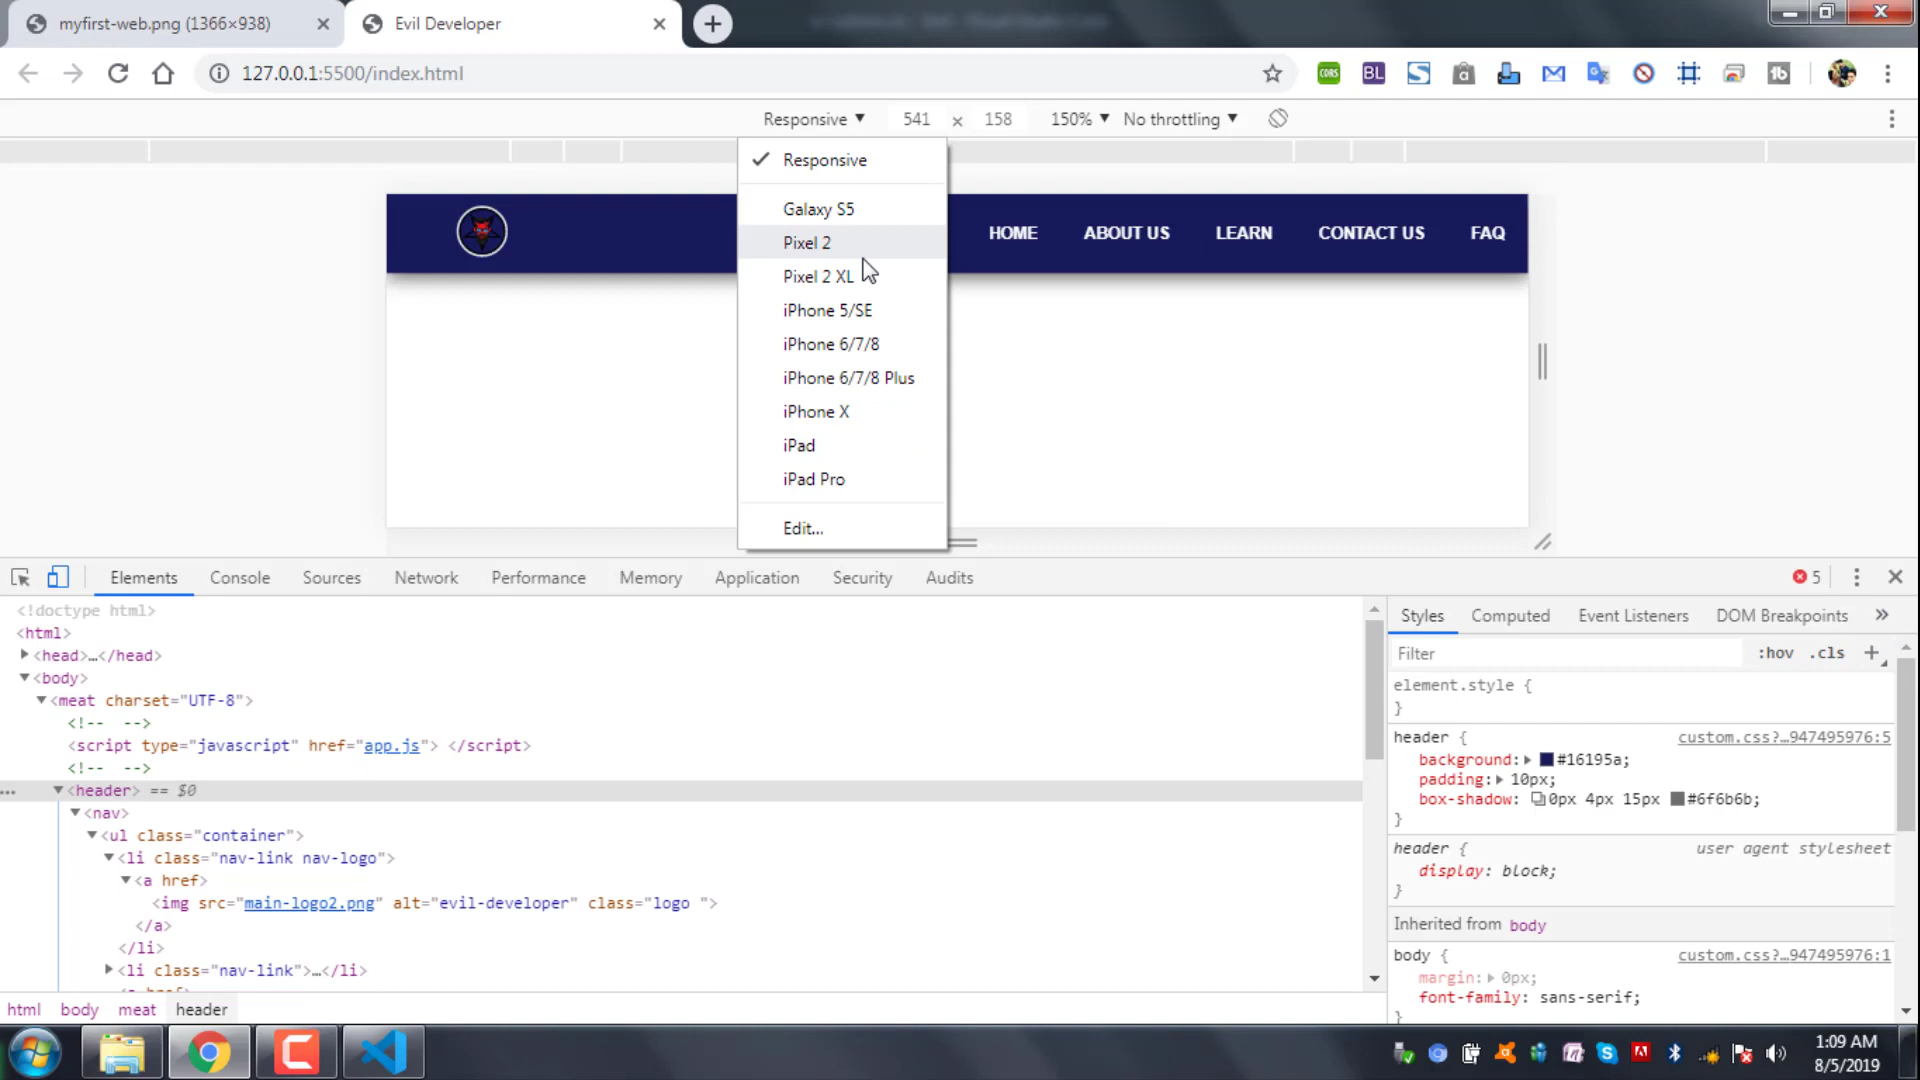 myfirst-web.png (1366×938)
Evil Developer
127.0.0.1:5500/index.html
CORS
BL
Responsive ▼ 541 × 158 150% ▼ No throttling ▼
Responsive
Galaxy S5
Pixel 2
Pixel 2 XL
iPhone 5/SE
iPhone 6/7/8
iPhone 6/7/8 Plus
iPhone X
iPad
iPad Pro
Edit...
HOME ABOUT US LEARN CONTACT US FAQ
Elements Console Sources Network Performance Memory Application Security Audits 5
<!doctype html>
<html>
<head>…</head>
<body>
<meat charset="UTF-8">
<!-- -->
<script type="javascript" href="app.js"> </script>
<!-- -->
<header> == $0
<nav>
<ul class="container">
<li class="nav-link nav-logo">
<a href>
<img src="main-logo2.png" alt="evil-developer" class="logo ">
</a>
</li>
<li class="nav-link">…</li>
html body meat header
Styles Computed Event Listeners DOM Breakpoints »
Filter :hov .cls +
element.style {
}
header { custom.css?…947495976:5
background: #16195a;
padding: 10px;
box-shadow: 0px 4px 15px #6f6b6b;
}
header { user agent stylesheet
display: block;
}
Inherited from body
body { custom.css?…947495976:1
margin: 0px;
font-family: sans-serif;
}
1:09 AM
8/5/2019